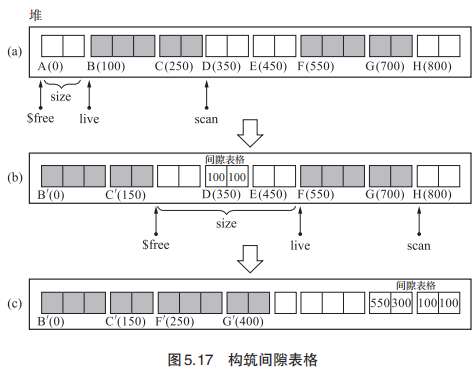 堆
(a)
A(0) B(100) C(250) D(350) E(450) F(550) G(700) H(800)
size
$free live scan
间隙表格
(b) 100 100
B′(0) C′(150) D(350) E(450) F(550) G(700) H(800)
size
$free live scan
间隙表格
(c) 550 300 100 100
B′(0) C′(150) F′(250) G′(400)
图5.17 构筑间隙表格